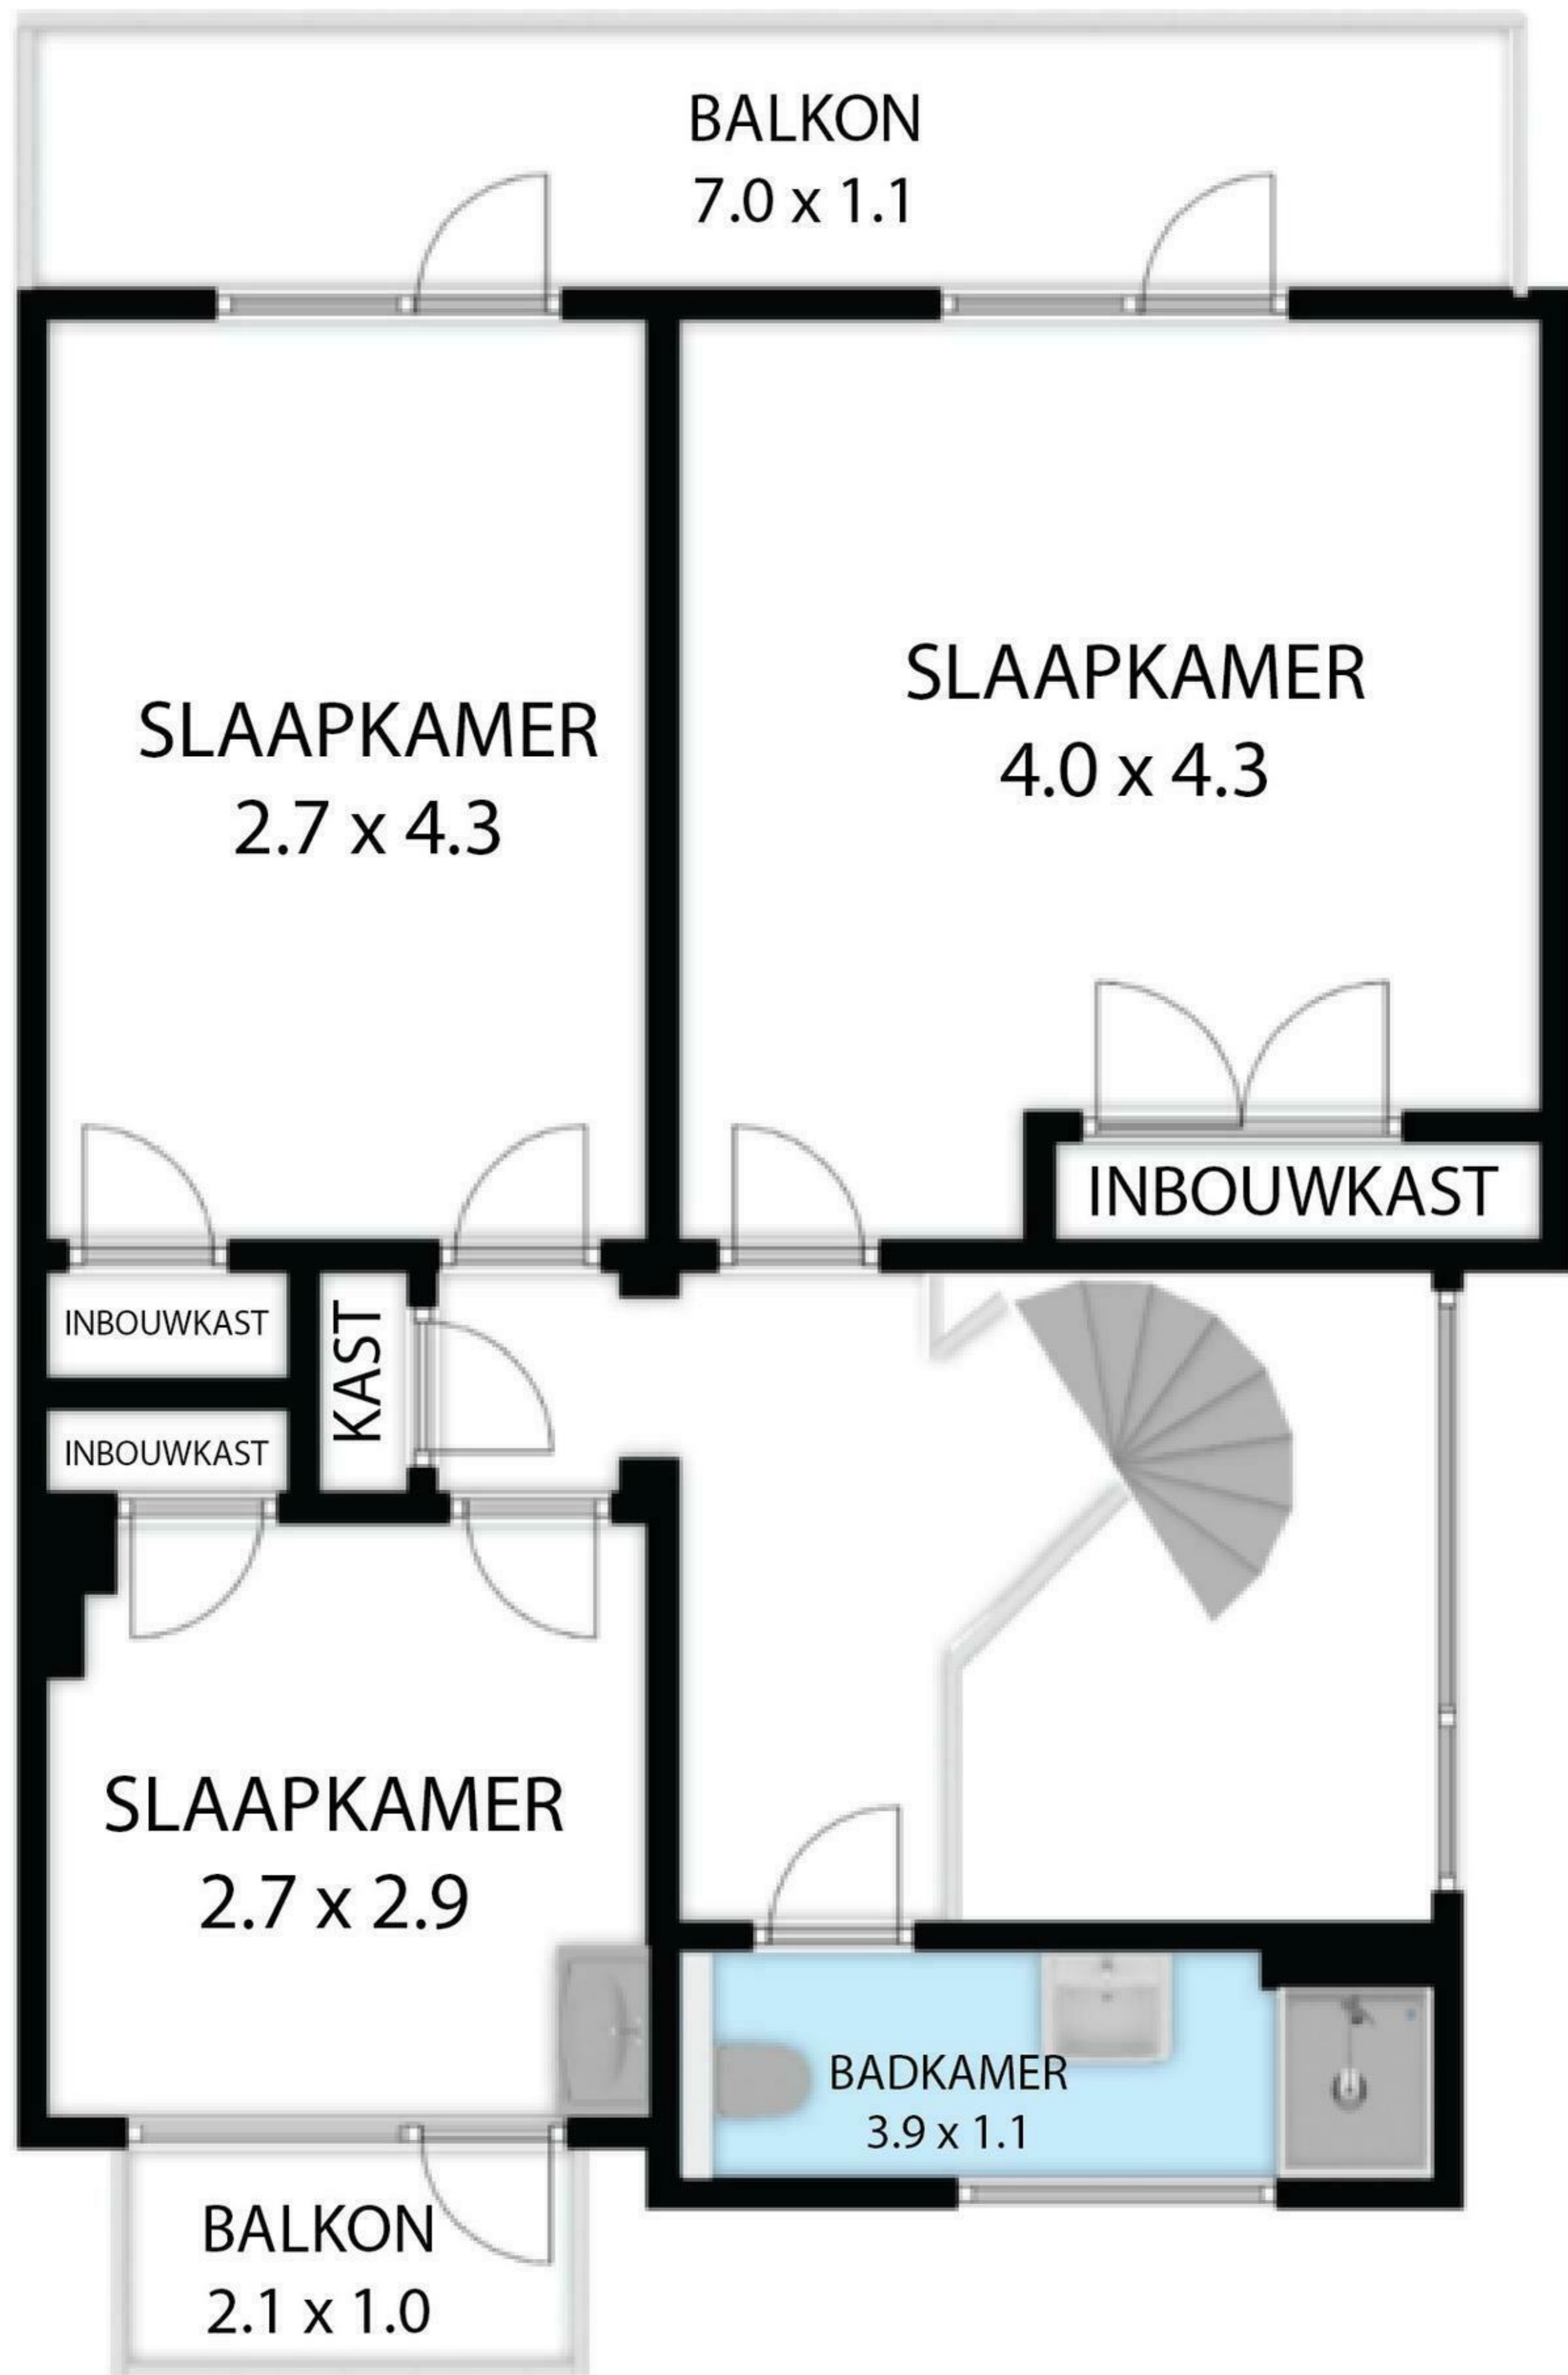 BALKON
7.0 x 1.1
SLAAPKAMER
2.7 x 4.3
SLAAPKAMER
4.0 x 4.3
INBOUWKAST
INBOUWKAST
KAST
INBOUWKAST
SLAAPKAMER
2.7 x 2.9
BADKAMER
3.9 x 1.1
BALKON
2.1 x 1.0